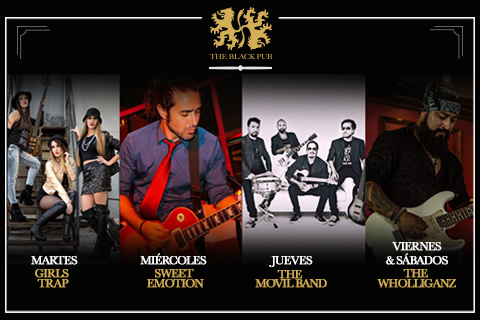 THE BLACK PUB
MARTES
GIRLS
TRAP
MIÉRCOLES
SWEET
EMOTION
JUEVES
THE
MOVIL BAND
VIERNES
& SÁBADOS
THE
WHOLLIGANZ